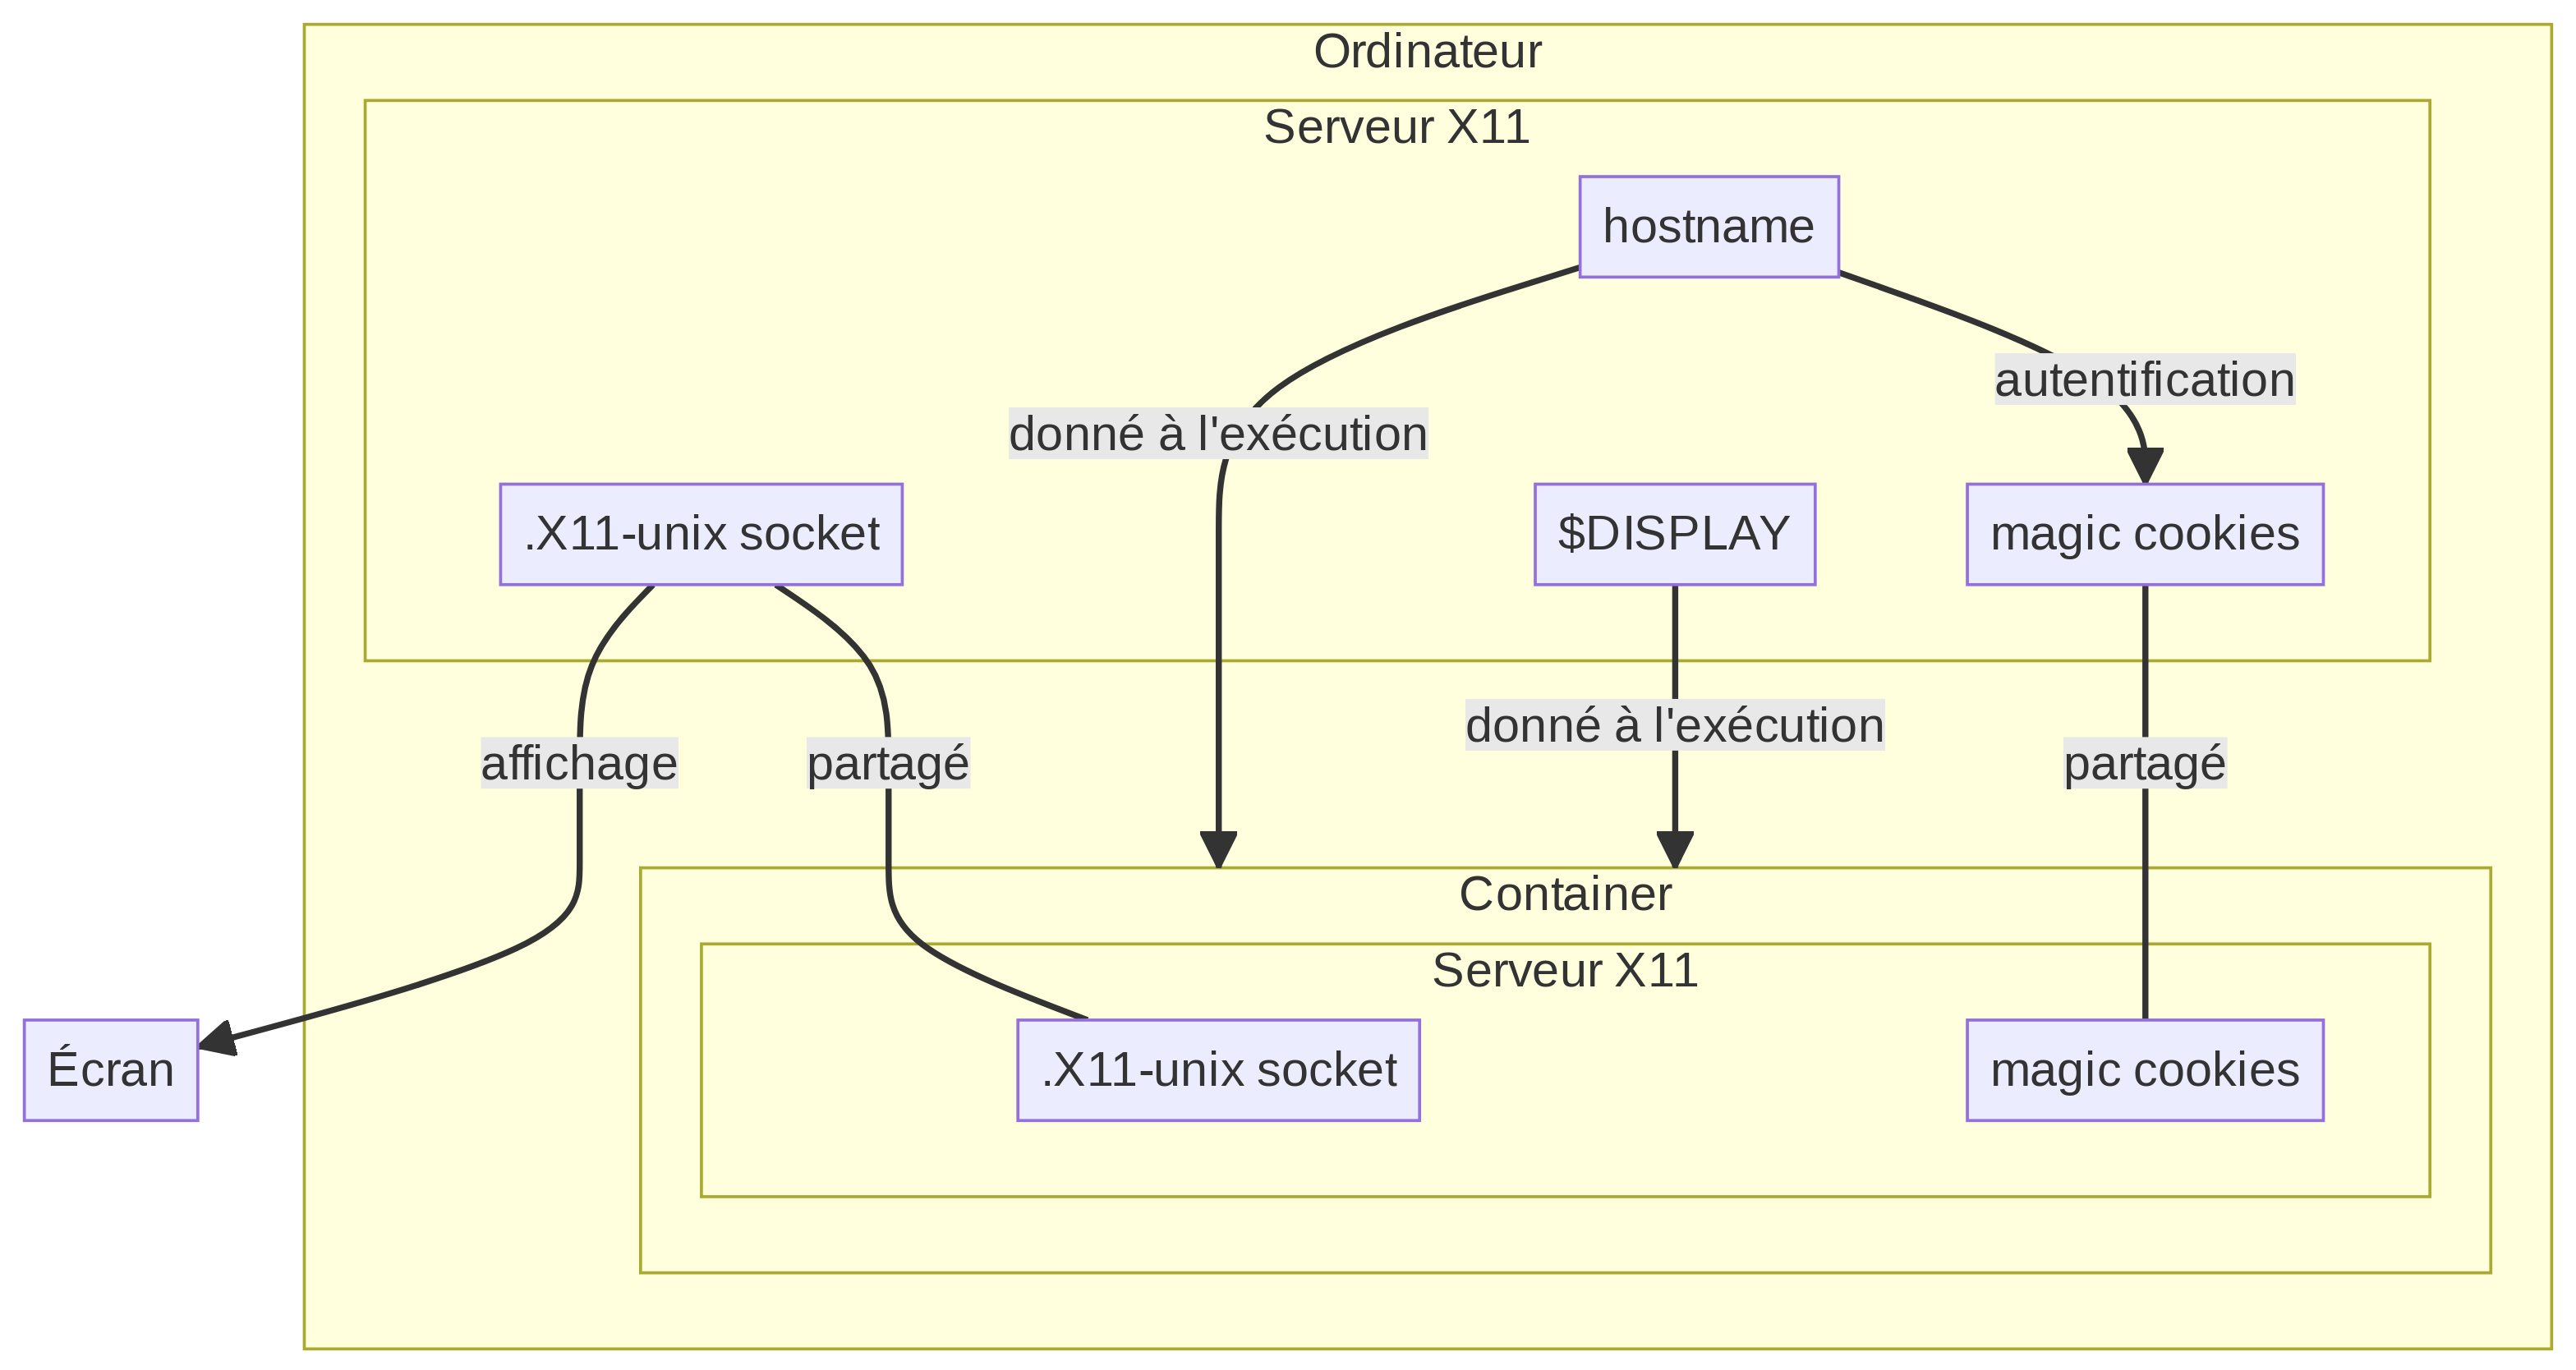 Ordinateur
Serveur X11
hostname
autentification
donné à l'exécution
.X11-unix socket
$DISPLAY
magic cookies
donné à l'exécution
affichage
partagé
partagé
Container
Serveur X11
Écran
.X11-unix socket
magic cookies